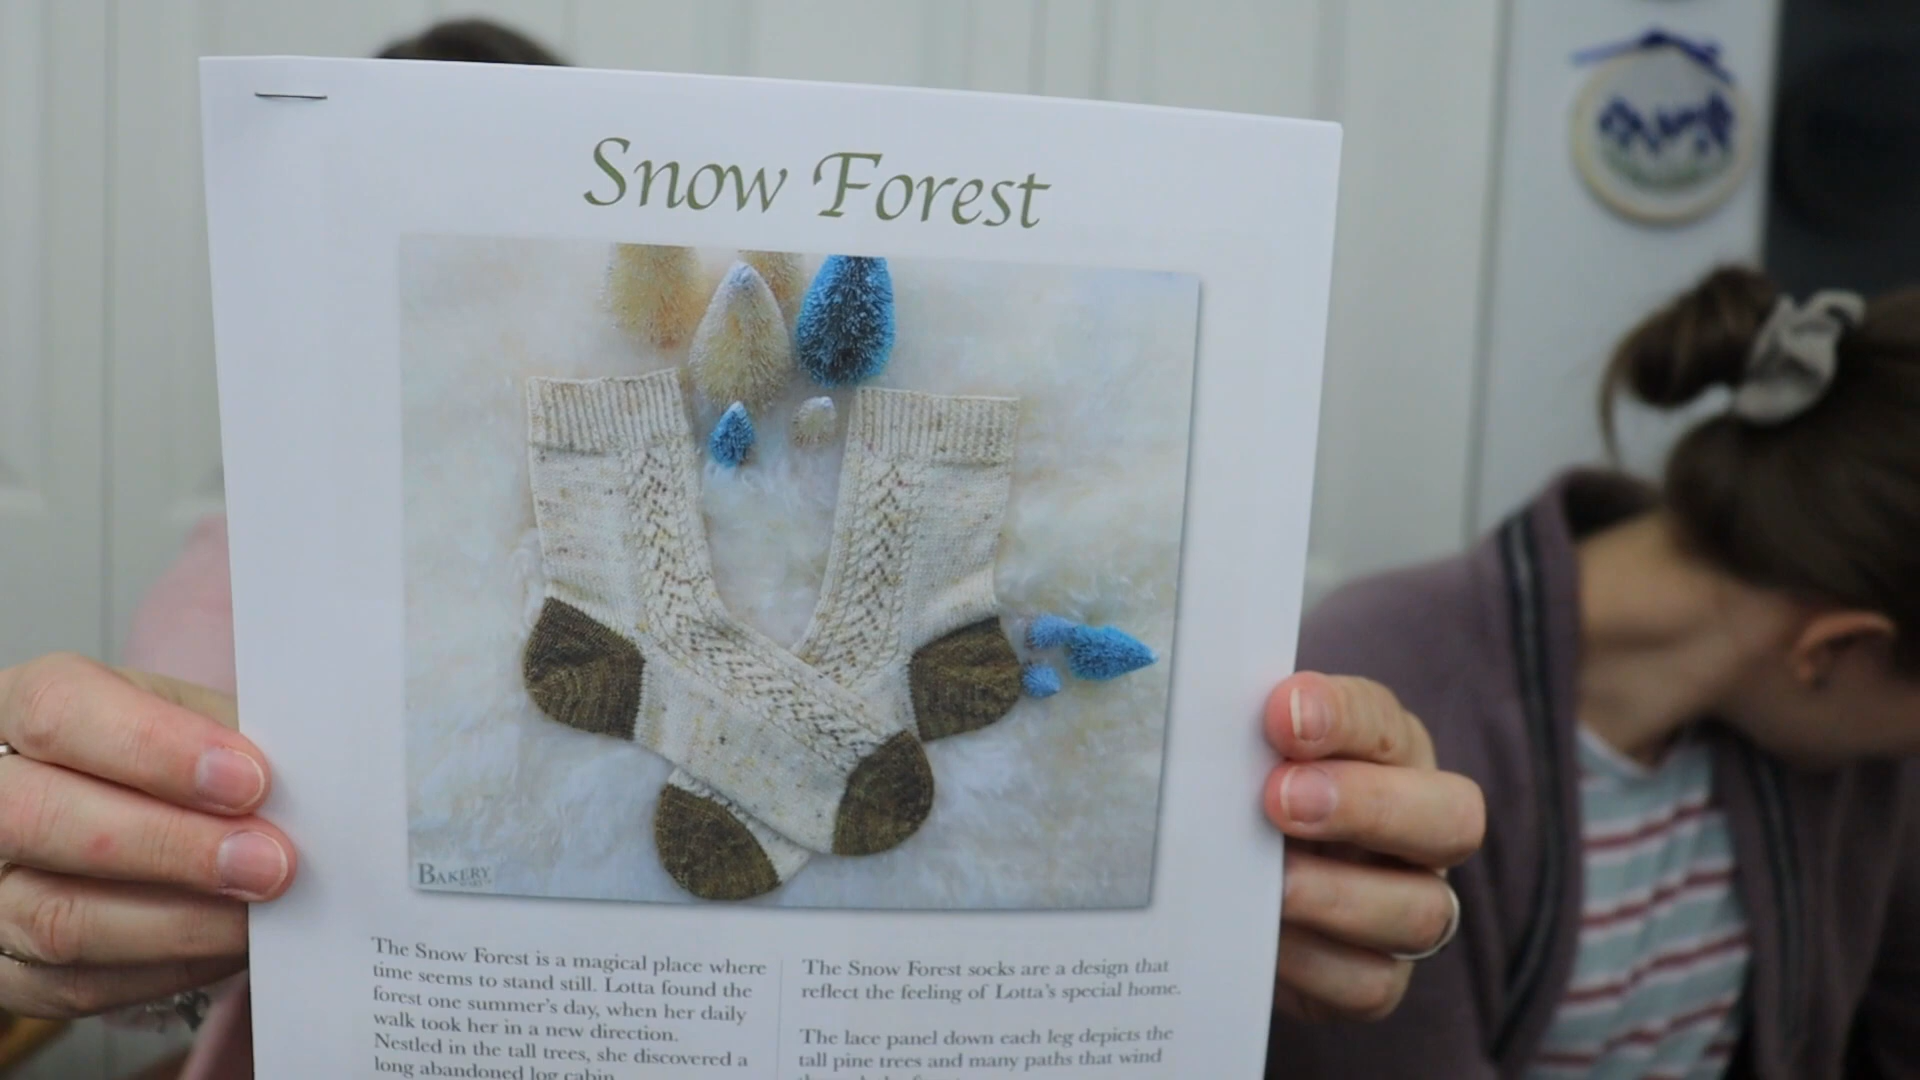 Snow Forest
BAKERY
The Snow Forest is a magical place where
time seems to stand still. Lotta found the
forest one summer's day, when her daily
walk took her in a new direction.
Nestled in the tall trees, she discovered a
long abandoned log cabin.
The Snow Forest socks are a design that
reflect the feeling of Lotta's special home.
The lace panel down each leg depicts the
tall pine trees and many paths that wind